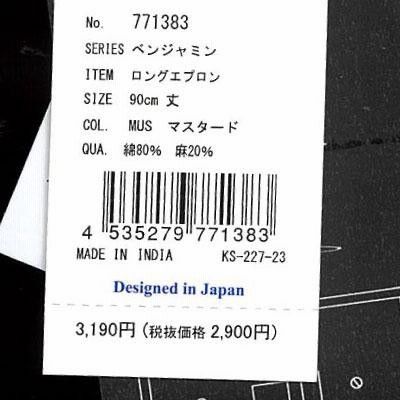 No. 771383
SERIES ベンジャミン
ITEM ロングエプロン
SIZE 90cm 丈
COL. MUS マスタード
QUA. 綿80% 麻20%
4 535279 771383
MADE IN INDIA KS-227-23
Designed in Japan
3,190円 (税抜価格 2,900円)